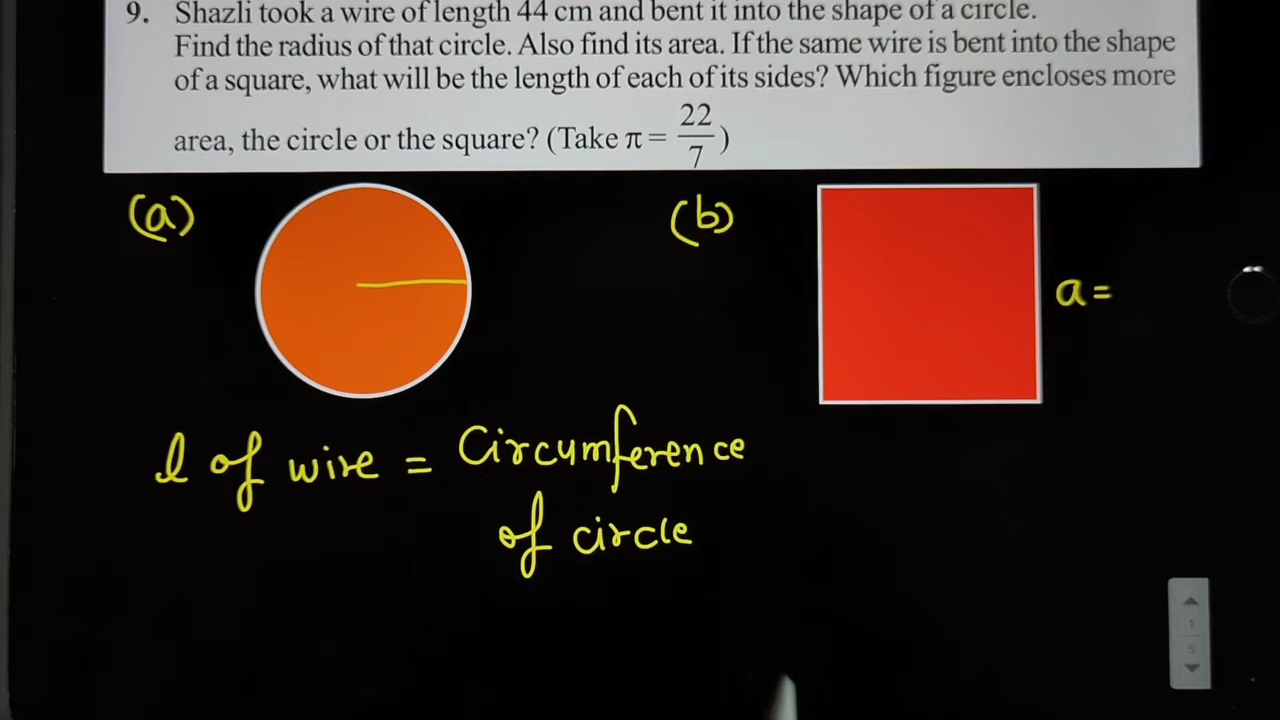 9. Shazli took a wire of length 44 cm and bent it into the shape of a circle.
Find the radius of that circle. Also find its area. If the same wire is bent into the shape
of a square, what will be the length of each of its sides? Which figure encloses more
area, the circle or the square? (Take π = 22/7)
(a)
(b)
a =
l of wire = Circumference
of circle
1
5